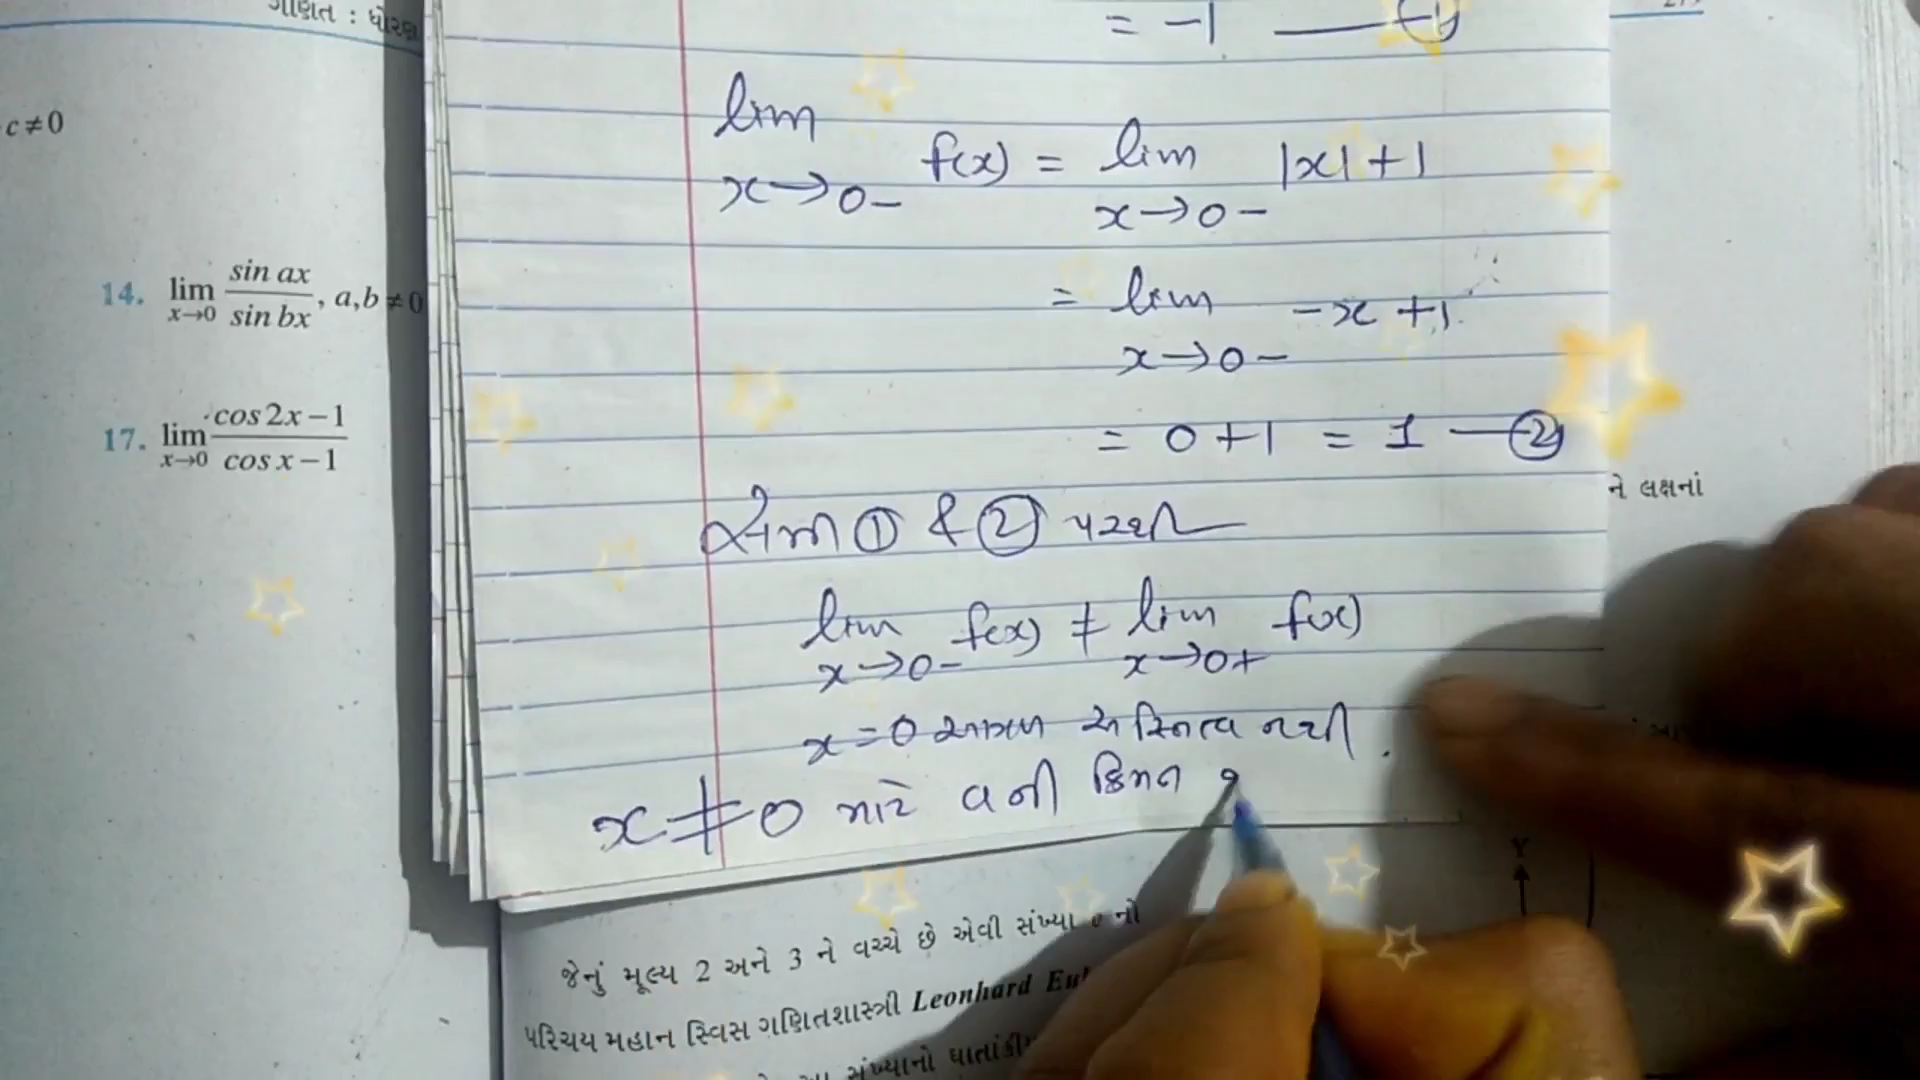 ગણિત : ધોરણ
c≠0
14. lim x→0 sin ax / sin bx , a,b≠0
17. lim x→0 cos 2x − 1 / cos x − 1
= −1 —— ①
lim x→0− f(x) = lim x→0− |x| + 1
= lim x→0− −x + 1
= 0 + 1 = 1 — ②
① & ② પરથી
lim x→0− f(x) ≠ lim x→0+ f(x)
x = 0 આગળ અસ્તિત્વ નથી.
x ≠ 0 માટે a ની કિંમત
ને લક્ષનાં
Y
જેનું મૂલ્ય 2 અને 3 ને વચ્ચે છે એવી સંખ્યા e નો
પરિચય મહાન સ્વિસ ગણિતશાસ્ત્રી Leonhard
સંખ્યાનો